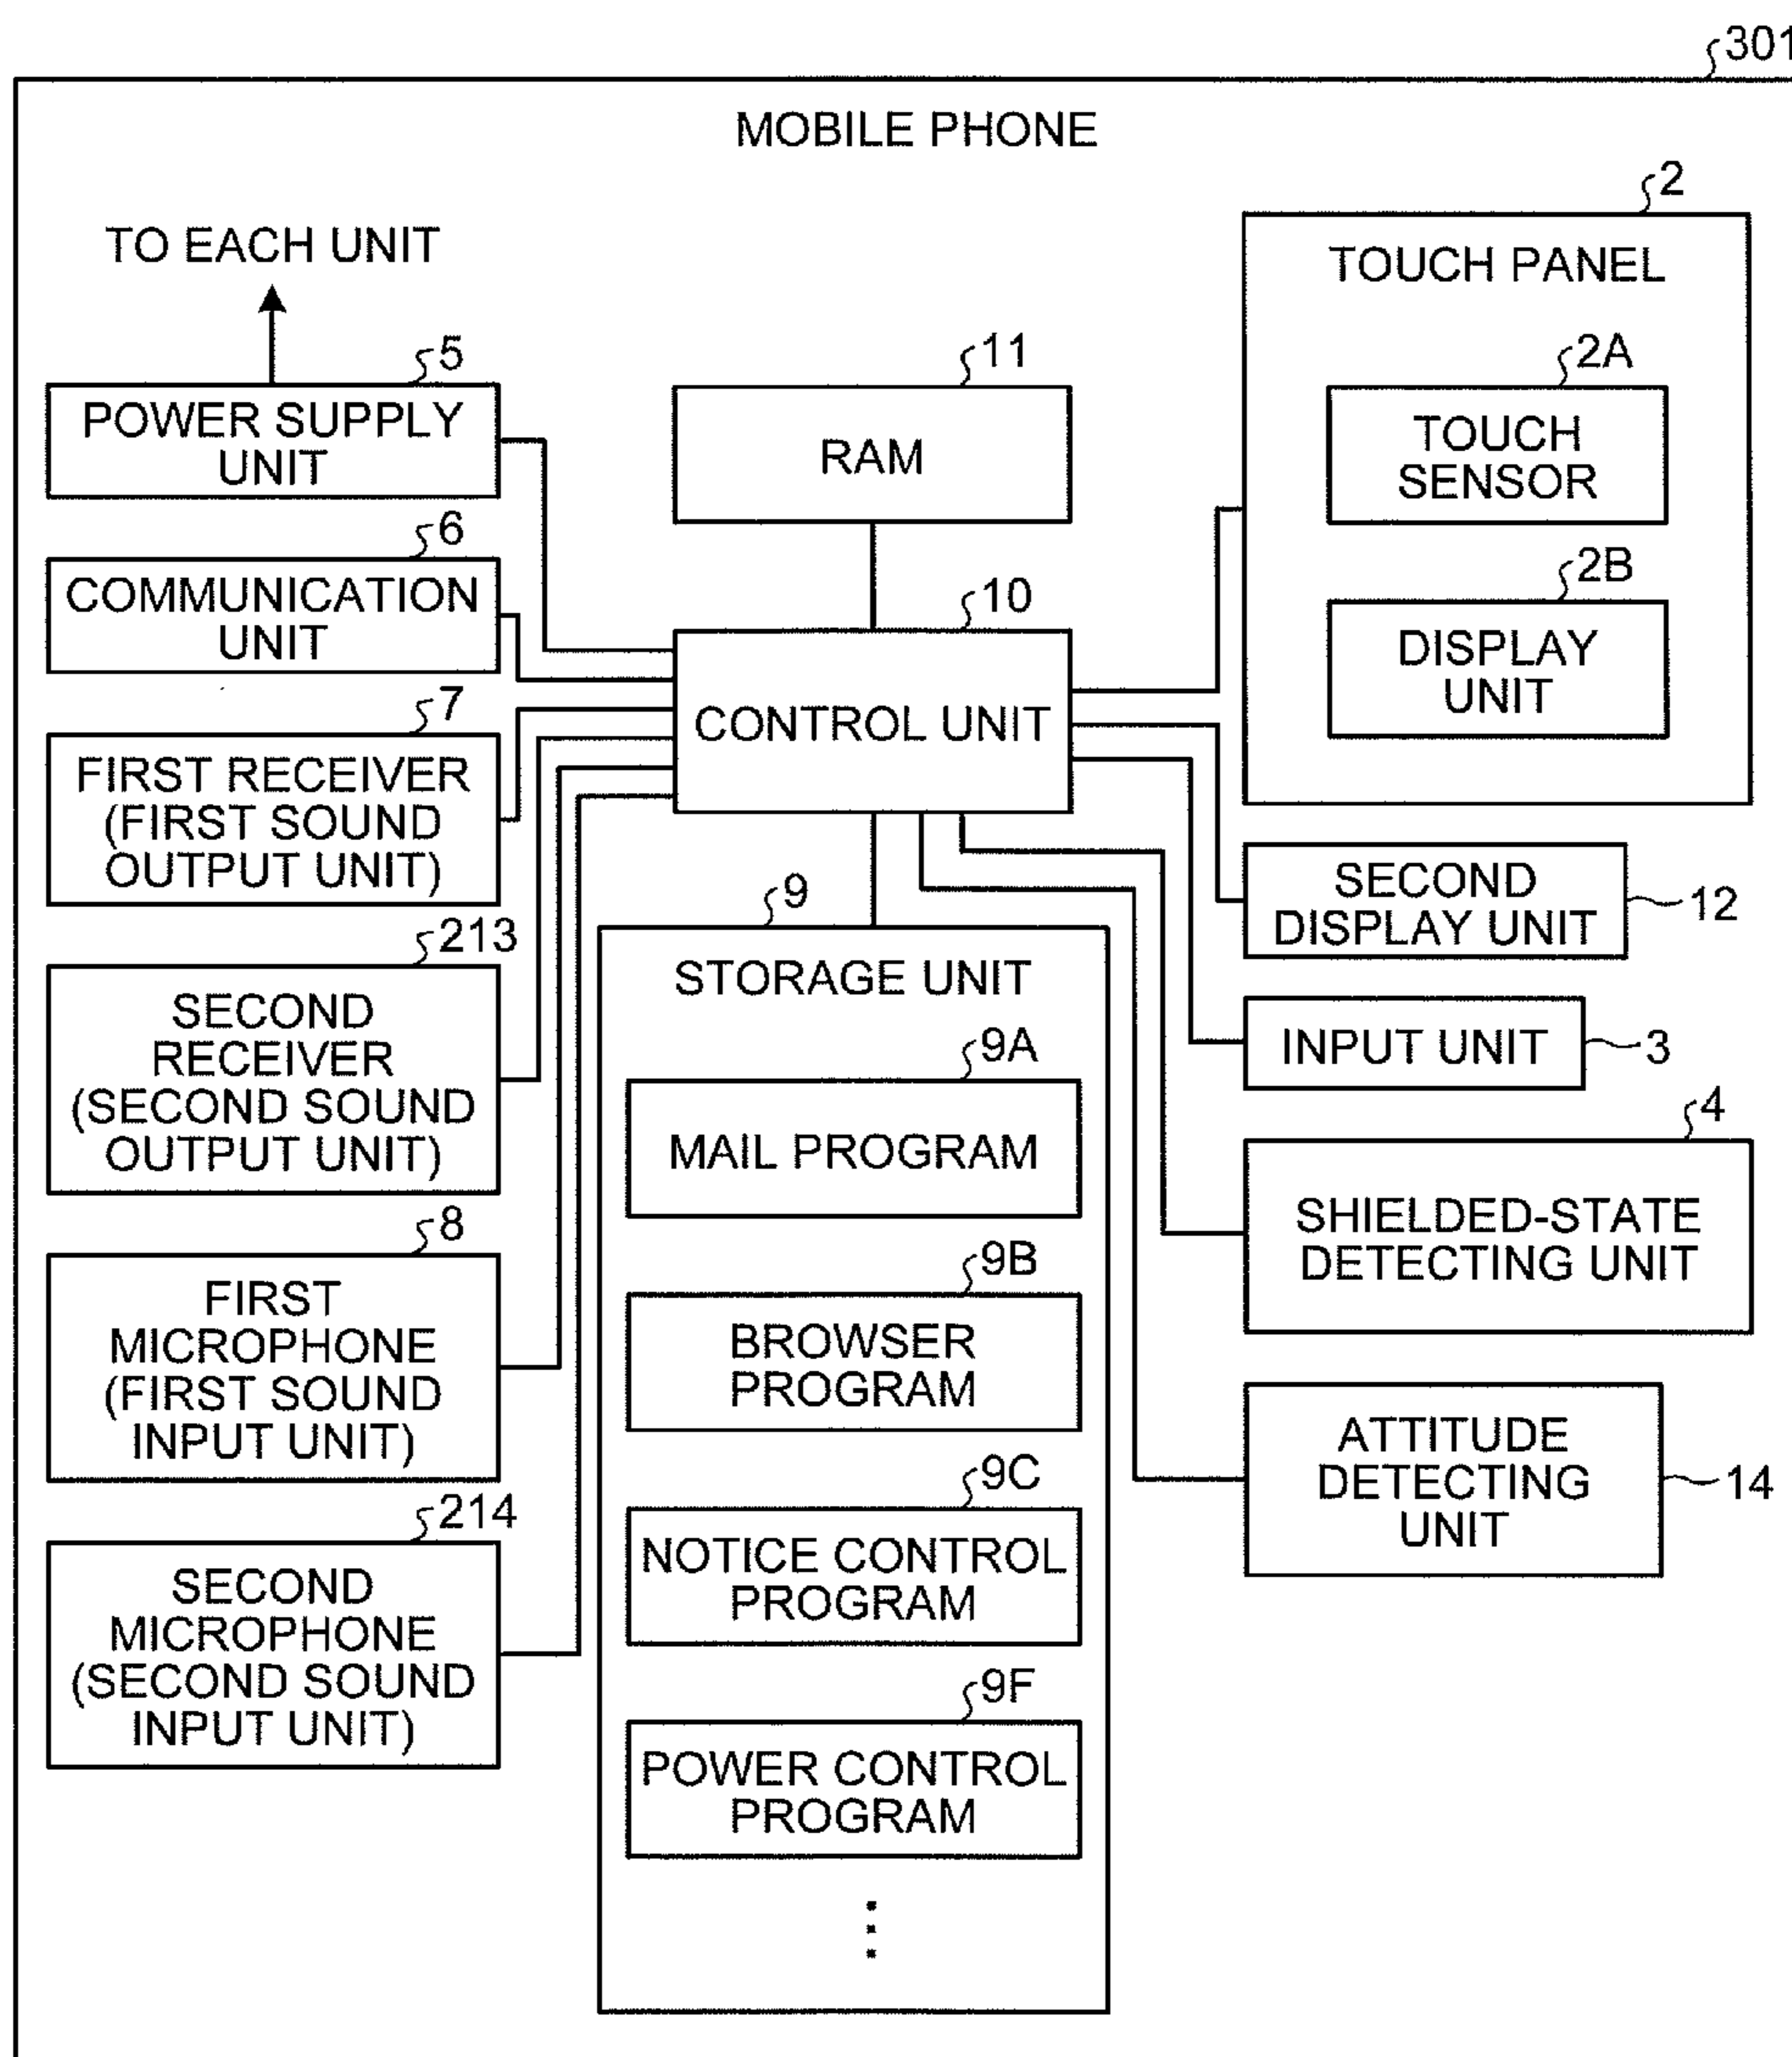 301
MOBILE PHONE
TO EACH UNIT
5
POWER SUPPLY
UNIT
6
COMMUNICATION
UNIT
7
FIRST RECEIVER
(FIRST SOUND
OUTPUT UNIT)
213
SECOND
RECEIVER
(SECOND SOUND
OUTPUT UNIT)
8
FIRST
MICROPHONE
(FIRST SOUND
INPUT UNIT)
214
SECOND
MICROPHONE
(SECOND SOUND
INPUT UNIT)
11
RAM
10
CONTROL UNIT
9
STORAGE UNIT
9A
MAIL PROGRAM
9B
BROWSER
PROGRAM
9C
NOTICE CONTROL
PROGRAM
9F
POWER CONTROL
PROGRAM
2
TOUCH PANEL
2A
TOUCH
SENSOR
2B
DISPLAY
UNIT
SECOND
DISPLAY UNIT
12
INPUT UNIT
3
4
SHIELDED-STATE
DETECTING UNIT
ATTITUDE
DETECTING
UNIT
14